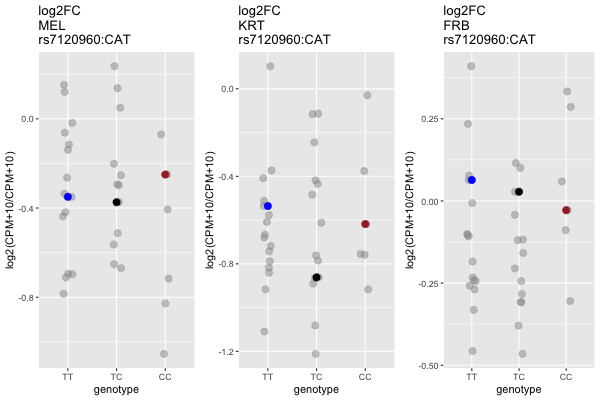 log2FC
MEL
rs7120960:CAT
log2(CPM+10/CPM+10)
0.0
-0.4
-0.8
TT
TC
CC
genotype
log2FC
KRT
rs7120960:CAT
log2(CPM+10/CPM+10)
0.0
-0.4
-0.8
-1.2
TT
TC
CC
genotype
log2FC
FRB
rs7120960:CAT
log2(CPM+10/CPM+10)
0.25
0.00
-0.25
-0.50
TT
TC
CC
genotype